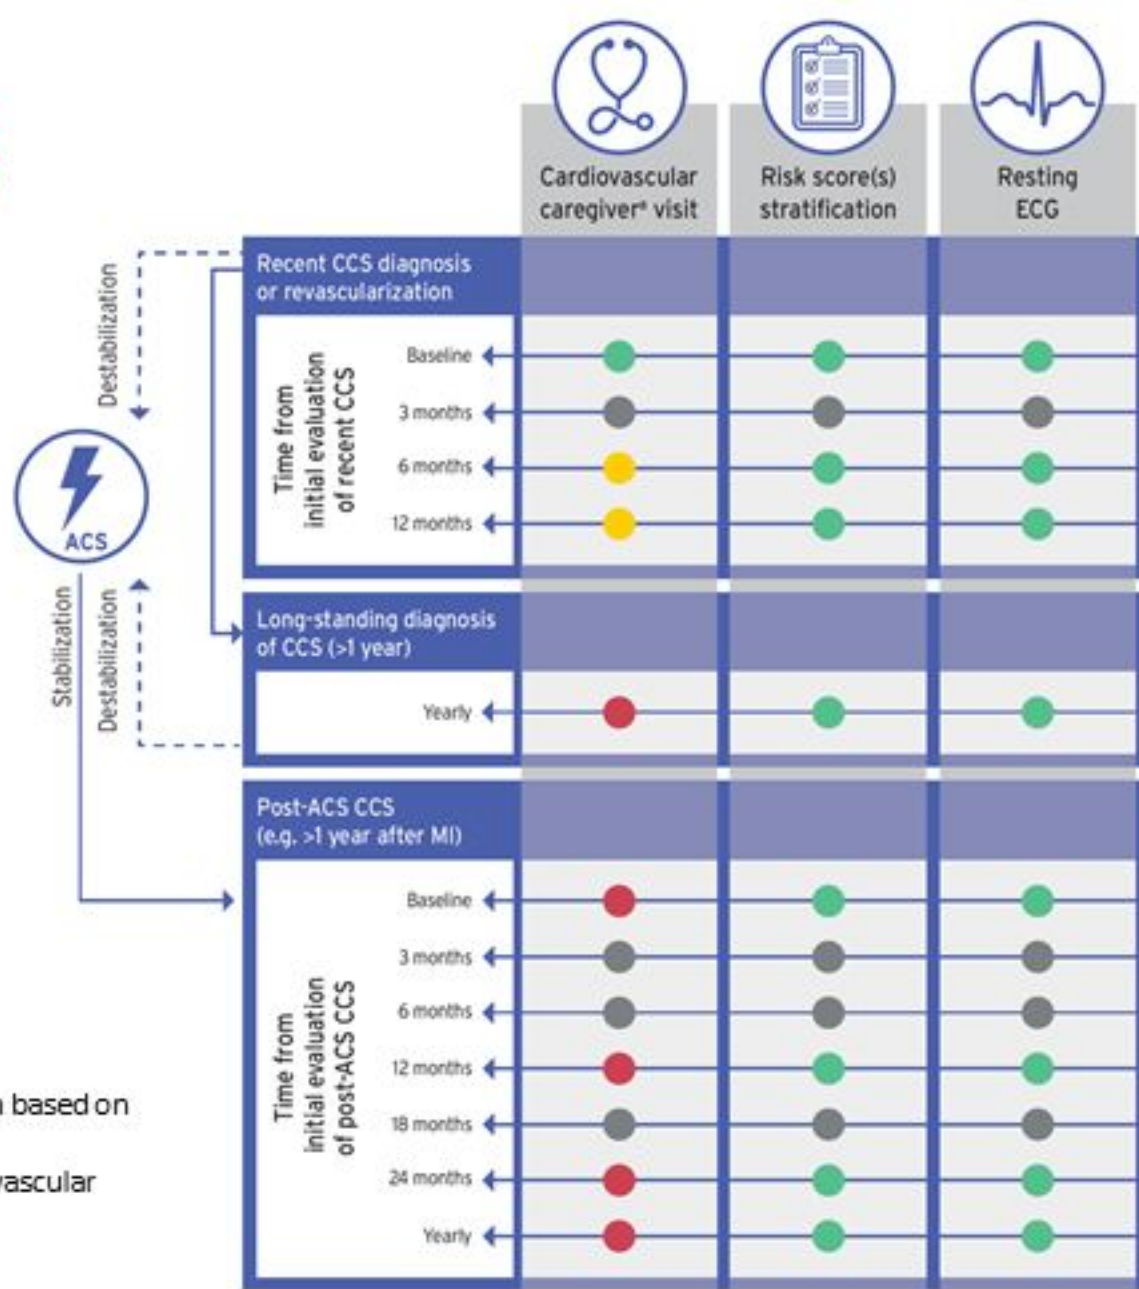 Cardiovascular
caregiverª visit
Risk score(s)
stratification
Resting
ECG
Destabilization
ACS
Stabilization
Destabilization
Recent CCS diagnosis
or revascularization
Time from
initial evaluation
of recent CCS
Baseline
3 months
6 months
12 months
Long-standing diagnosis
of CCS (>1 year)
Yearly
Post-ACS CCS
(e.g. >1 year after MI)
Time from
initial evaluation
of post-ACS CCS
Baseline
3 months
6 months
12 months
18 months
24 months
Yearly
based on
vascular